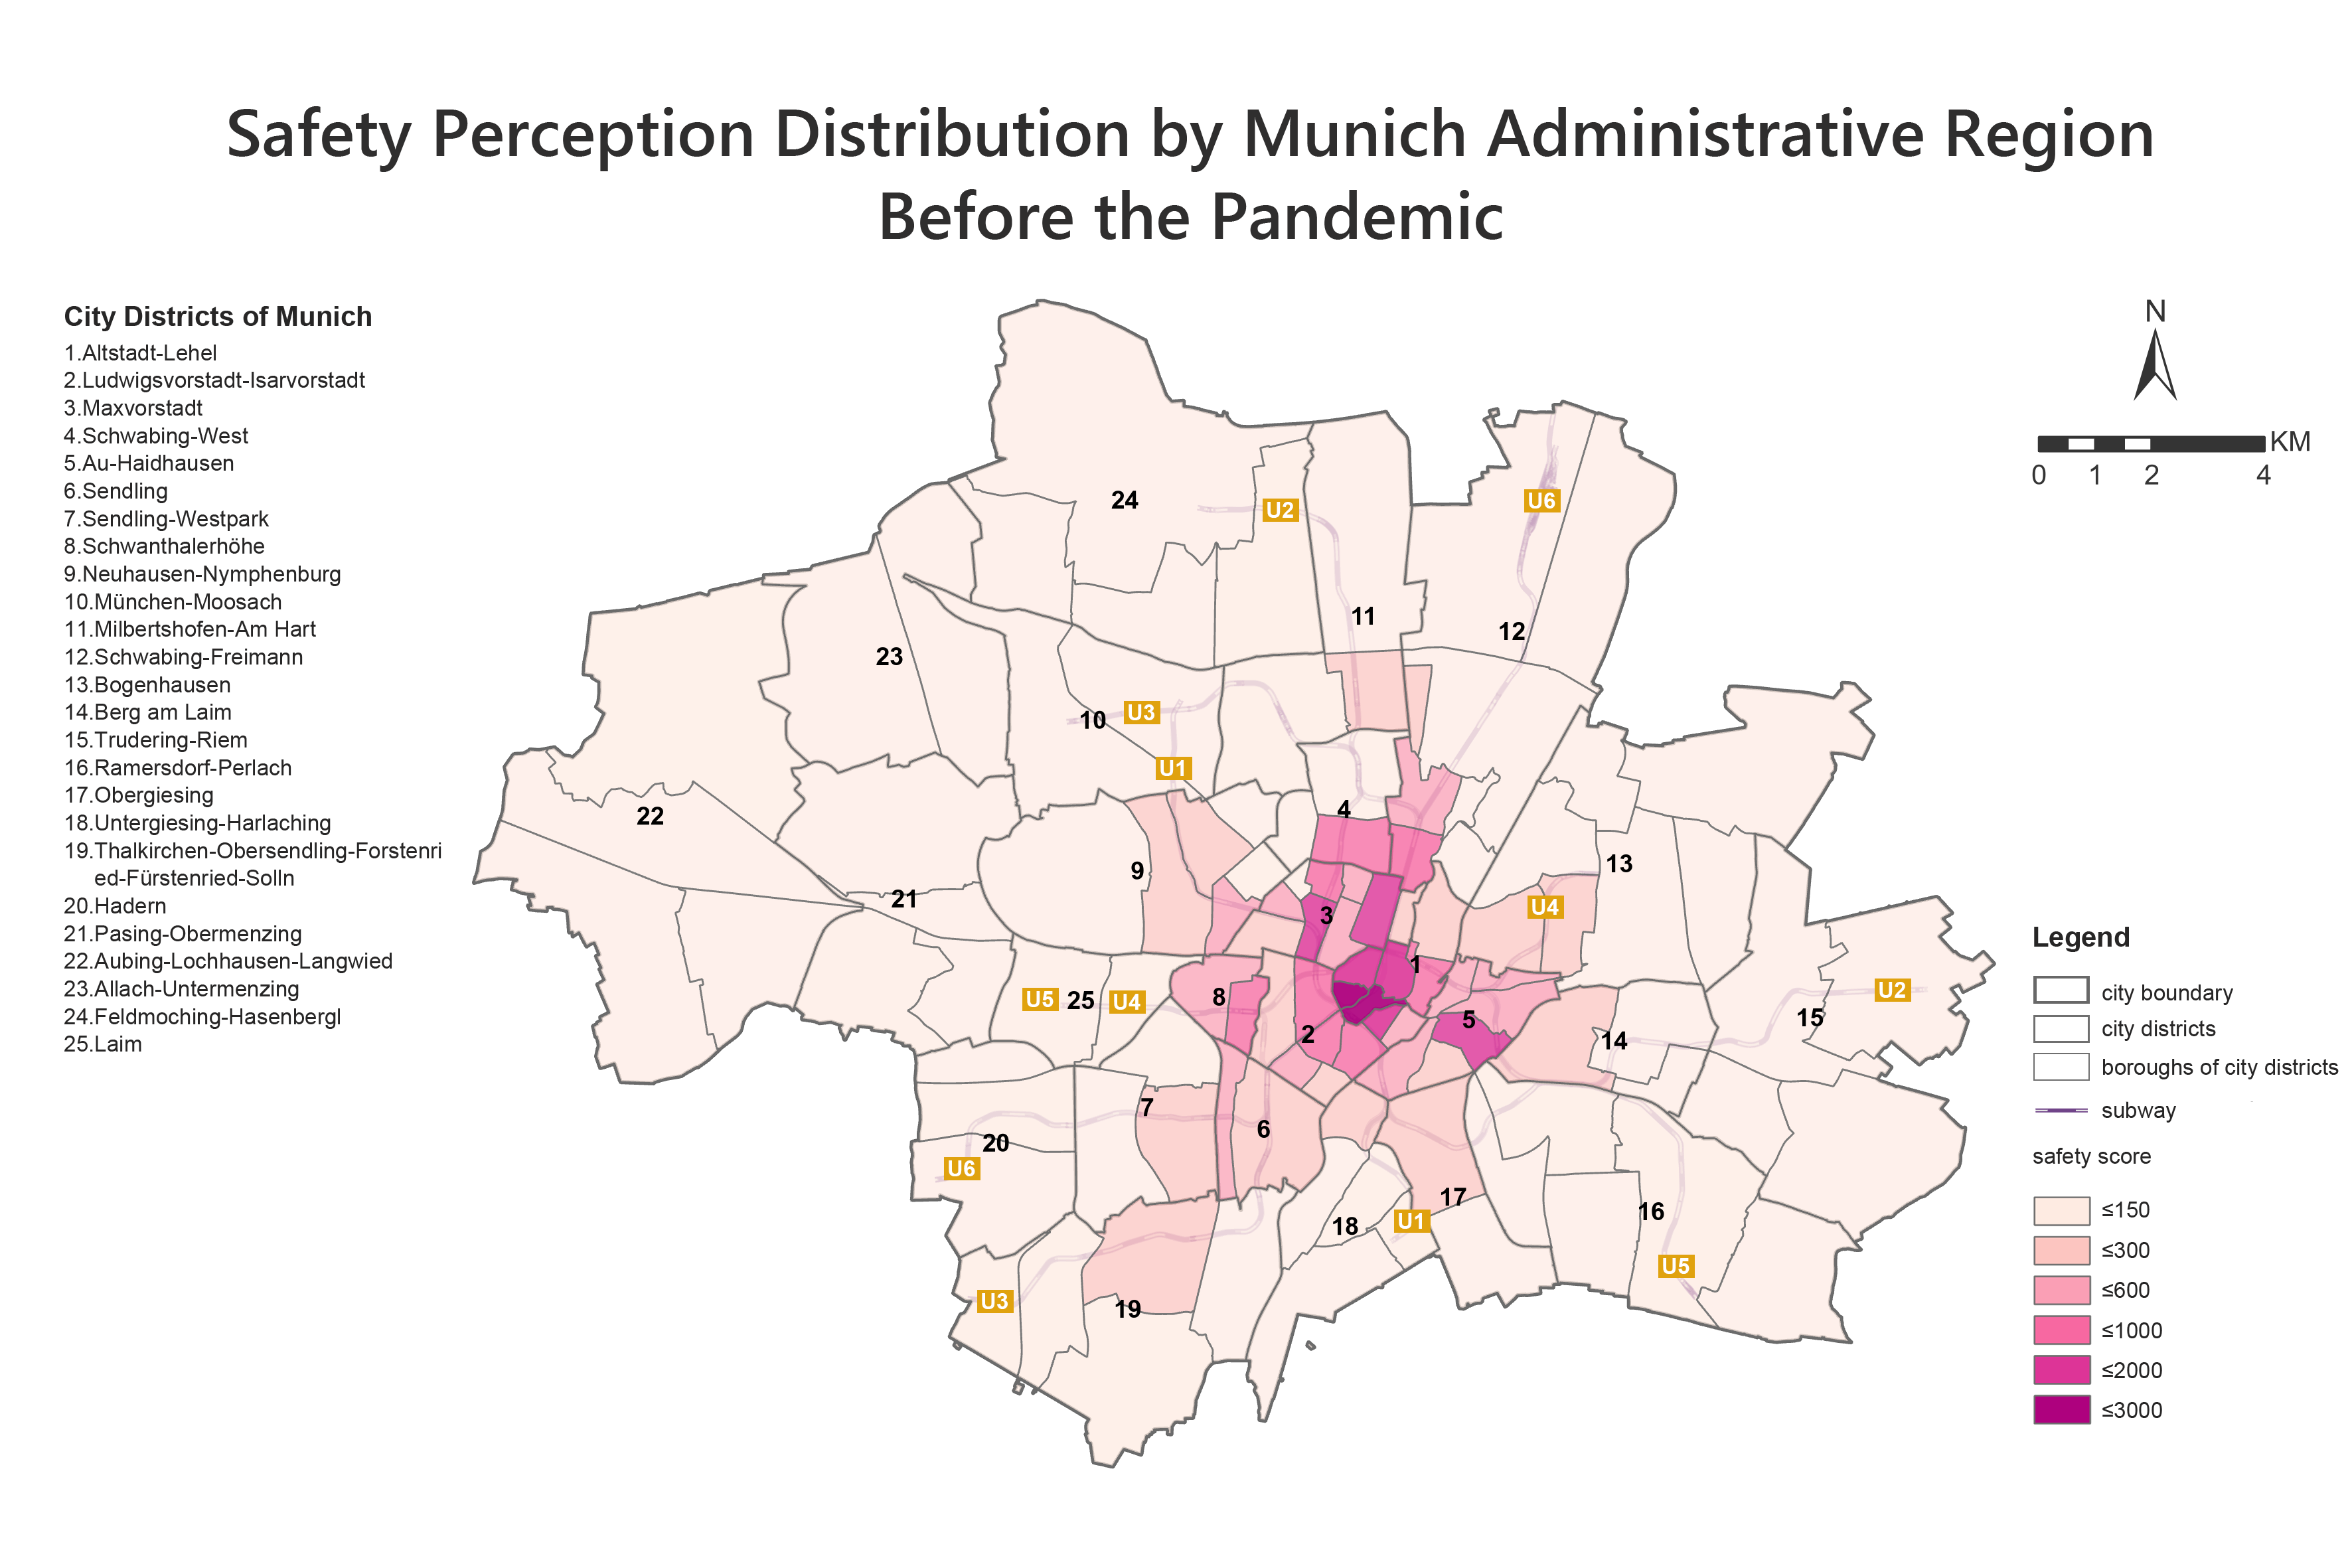 Safety Perception Distribution by Munich Administrative Region
Before the Pandemic
City Districts of Munich
1.Altstadt-Lehel
2.Ludwigsvorstadt-Isarvorstadt
3.Maxvorstadt
4.Schwabing-West
5.Au-Haidhausen
6.Sendling
7.Sendling-Westpark
8.Schwanthalerhöhe
9.Neuhausen-Nymphenburg
10.München-Moosach
11.Milbertshofen-Am Hart
12.Schwabing-Freimann
13.Bogenhausen
14.Berg am Laim
15.Trudering-Riem
16.Ramersdorf-Perlach
17.Obergiesing
18.Untergiesing-Harlaching
19.Thalkirchen-Obersendling-Forstenri
ed-Fürstenried-Solln
20.Hadern
21.Pasing-Obermenzing
22.Aubing-Lochhausen-Langwied
23.Allach-Untermenzing
24.Feldmoching-Hasenbergl
25.Laim
N
KM
0 1 2 4
24
U2
U6
11
12
23
10
U3
U1
22
4
9
13
21
3
U4
1
U5
25
U4
8
2
5
14
15
U2
7
20
6
U6
17
18
U1
16
U5
U3
19
Legend
city boundary
city districts
boroughs of city districts
subway
safety score
≤150
≤300
≤600
≤1000
≤2000
≤3000